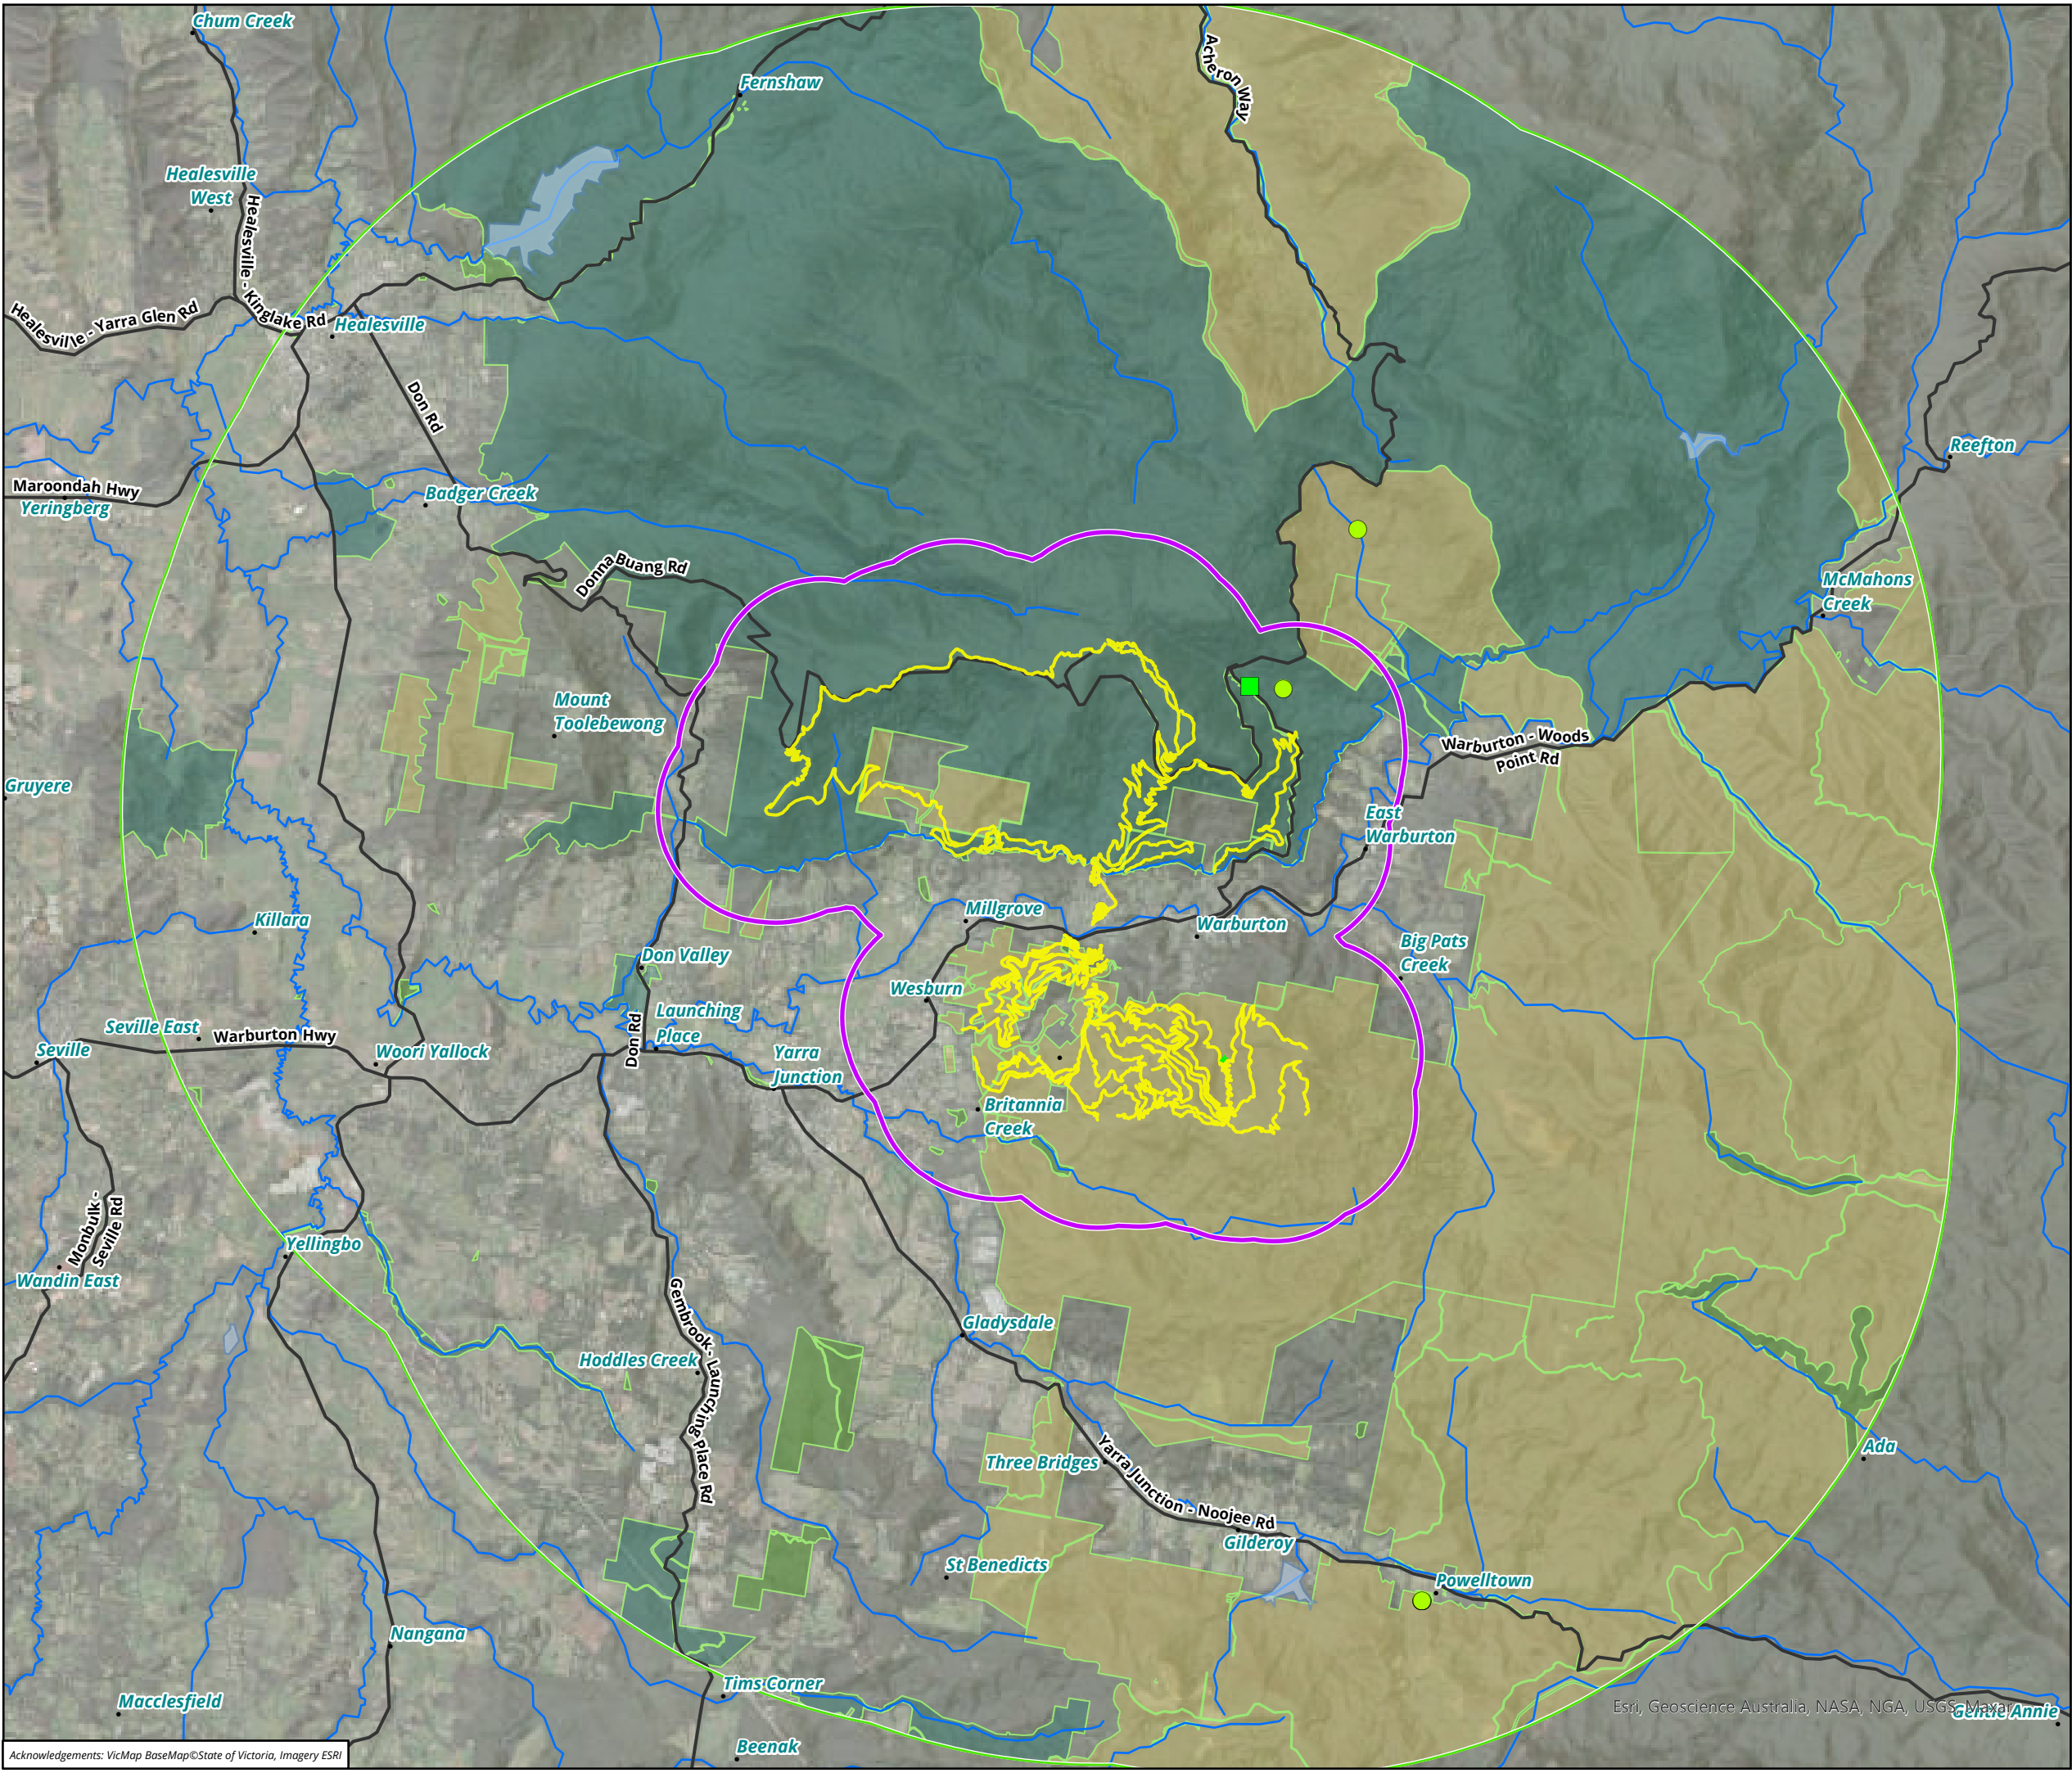 Chum Creek
Fernshaw
Acheron Way
Healesville
West
Healesville - Kinglake Rd
Healesville - Yarra Glen Rd
Healesville
Don Rd
Reefton
Maroondah Hwy
Yeringberg
Badger Creek
Donna Buang Rd
McMahons
Creek
Mount
Toolebewong
Warburton - Woods
Point Rd
Gruyere
East
Warburton
Killara
Millgrove
Warburton
Big Pats
Creek
Don Valley
Wesburn
Launching
Place
Seville East
Warburton Hwy
Don Rd
Seville
Woori Yallock
Yarra
Junction
Britannia
Creek
Monbulk -
Seville Rd
Yellingbo
Wandin East
Gembrook - Launching Place Rd
Gladysdale
Hoddles Creek
Three Bridges
Yarra Junction - Noojee Rd
Ada
Gilderoy
St Benedicts
Powelltown
Nangana
Tims Corner
Macclesfield
Esri, Geoscience Australia, NASA, NGA, USGS, Maxar
Gentle Annie
Beenak
Acknowledgements: VicMap BaseMap©State of Victoria, Imagery ESRI